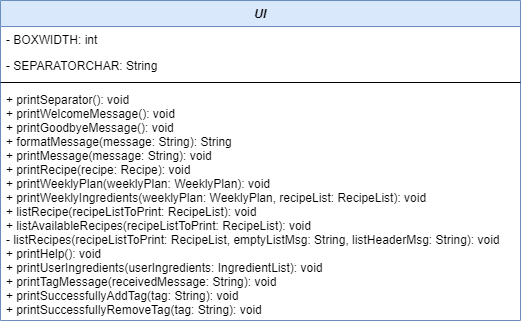 UI
- BOXWIDTH: int
- SEPARATORCHAR: String
+ printSeparator(): void
+ printWelcomeMessage(): void
+ printGoodbyeMessage(): void
+ formatMessage(message: String): String
+ printMessage(message: String): void
+ printRecipe(recipe: Recipe): void
+ printWeeklyPlan(weeklyPlan: WeeklyPlan): void
+ printWeeklyIngredients(weeklyPlan: WeeklyPlan, recipeList: RecipeList): void
+ listRecipe(recipeListToPrint: RecipeList): void
+ listAvailableRecipes(recipeListToPrint: RecipeList): void
- listRecipes(recipeListToPrint: RecipeList, emptyListMsg: String, listHeaderMsg: String): void
+ printHelp(): void
+ printUserIngredients(userIngredients: IngredientList): void
+ printTagMessage(receivedMessage: String): void
+ printSuccessfullyAddTag(tag: String): void
+ printSuccessfullyRemoveTag(tag: String): void